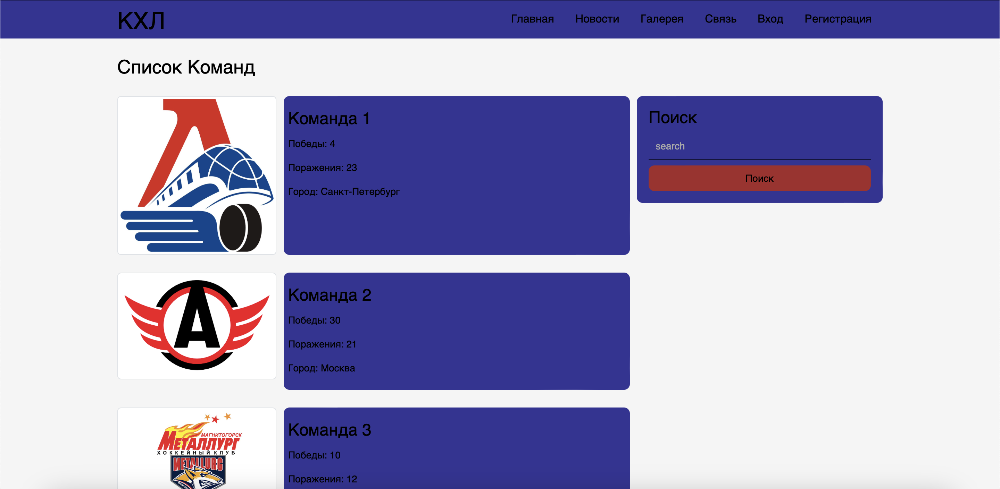 КХЛ
Главная Новости Галерея Связь Вход Регистрация
Список Команд
Команда 1
Победы: 4
Поражения: 23
Город: Санкт-Петербург
Поиск
search
Поиск
A
Команда 2
Победы: 30
Поражения: 21
Город: Москва
МАГНИТОГОРСК
МЕТАЛЛУРГ
ХОККЕЙНЫЙ КЛУБ
METALLURG
Команда 3
Победы: 10
Поражения: 12